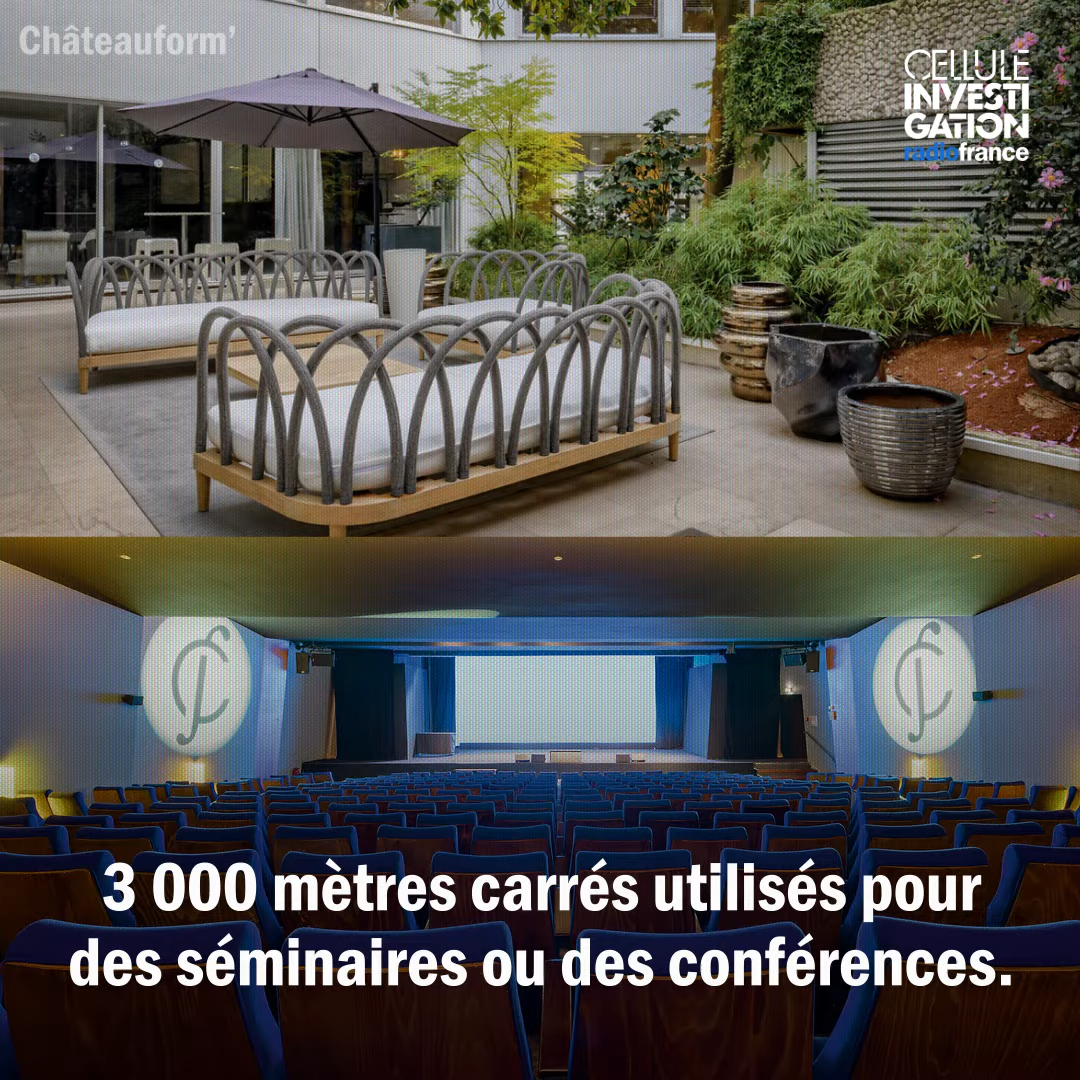 Châteauform’
CELLULE
INVESTI
GATION
radiofrance
3 000 mètres carrés utilisés pour
des séminaires ou des conférences.